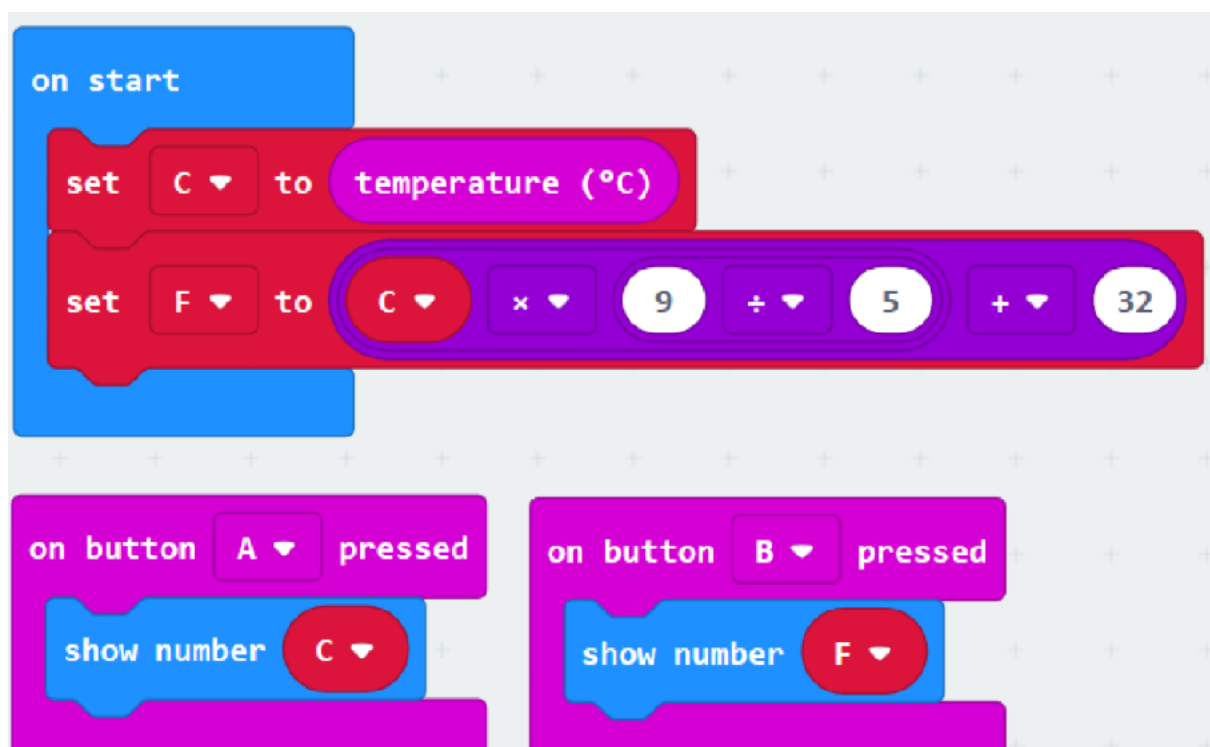 on start
set C to temperature (°C)
set F to C × 9 ÷ 5 + 32
on button A pressed
on button B pressed
show number C
show number F